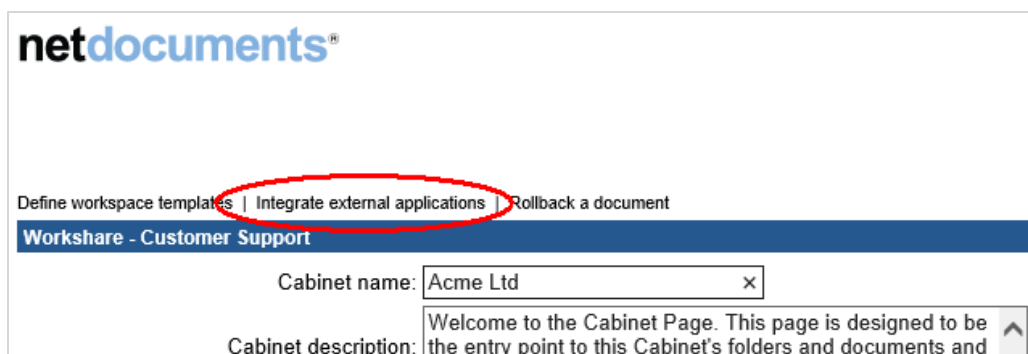 netdocuments®
Define workspace templates | Integrate external applications | Rollback a document
Workshare - Customer Support
Cabinet name: Acme Ltd ×
Welcome to the Cabinet Page. This page is designed to be
Cabinet description: the entry point to this Cabinet's folders and documents and